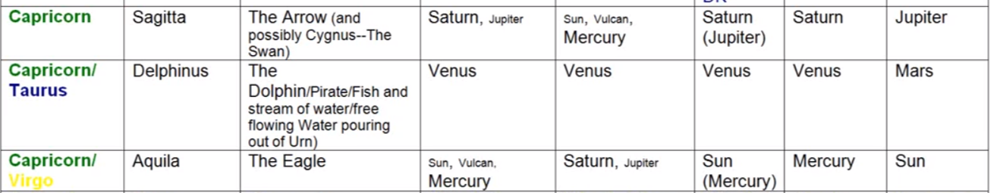 Capricorn Sagitta The Arrow (and possibly Cygnus--The Swan) Saturn, Jupiter Sun, Vulcan, Mercury Saturn (Jupiter) Saturn Jupiter
Capricorn/ Taurus Delphinus The Dolphin/Pirate/Fish and stream of water/free flowing Water pouring out of Urn) Venus Venus Venus Venus Mars
Capricorn/ Virgo Aquila The Eagle Sun, Vulcan, Mercury Saturn, Jupiter Sun (Mercury) Mercury Sun